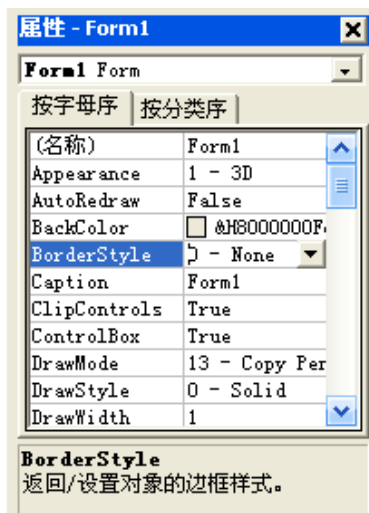 属性 - Form1
Form1 Form
按字母序 按分类序
(名称) Form1
Appearance 1 - 3D
AutoRedraw False
BackColor &H8000000F
BorderStyle - None
Caption Form1
ClipControls True
ControlBox True
DrawMode 13 - Copy Per
DrawStyle 0 - Solid
DrawWidth 1
BorderStyle
返回/设置对象的边框样式。